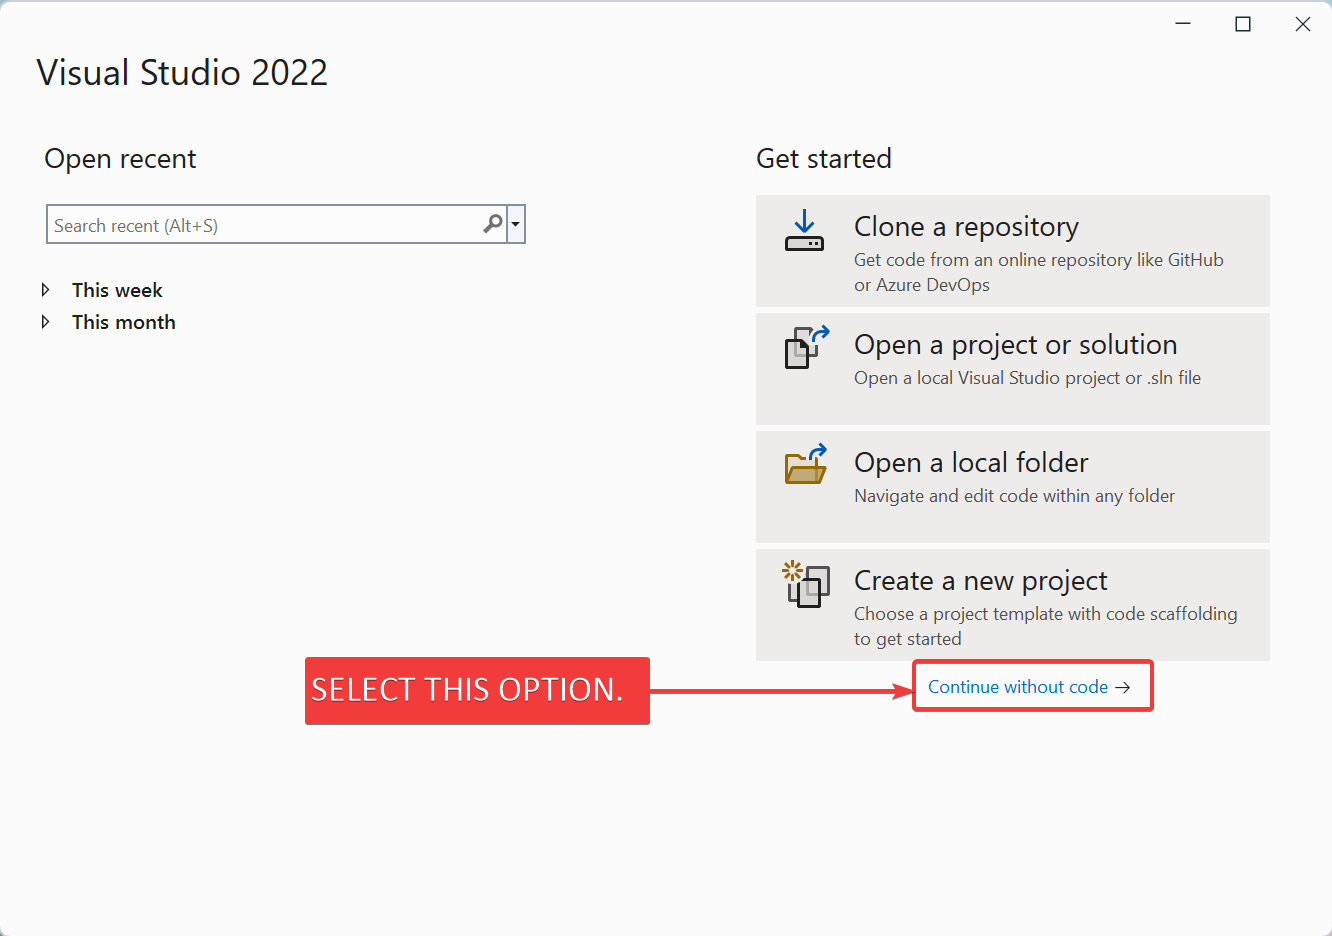 Visual Studio 2022
Open recent
Search recent (Alt+S)
This week
This month
Get started
Clone a repository
Get code from an online repository like GitHub
or Azure DevOps
Open a project or solution
Open a local Visual Studio project or .sln file
Open a local folder
Navigate and edit code within any folder
Create a new project
Choose a project template with code scaffolding
to get started
SELECT THIS OPTION.
Continue without code →